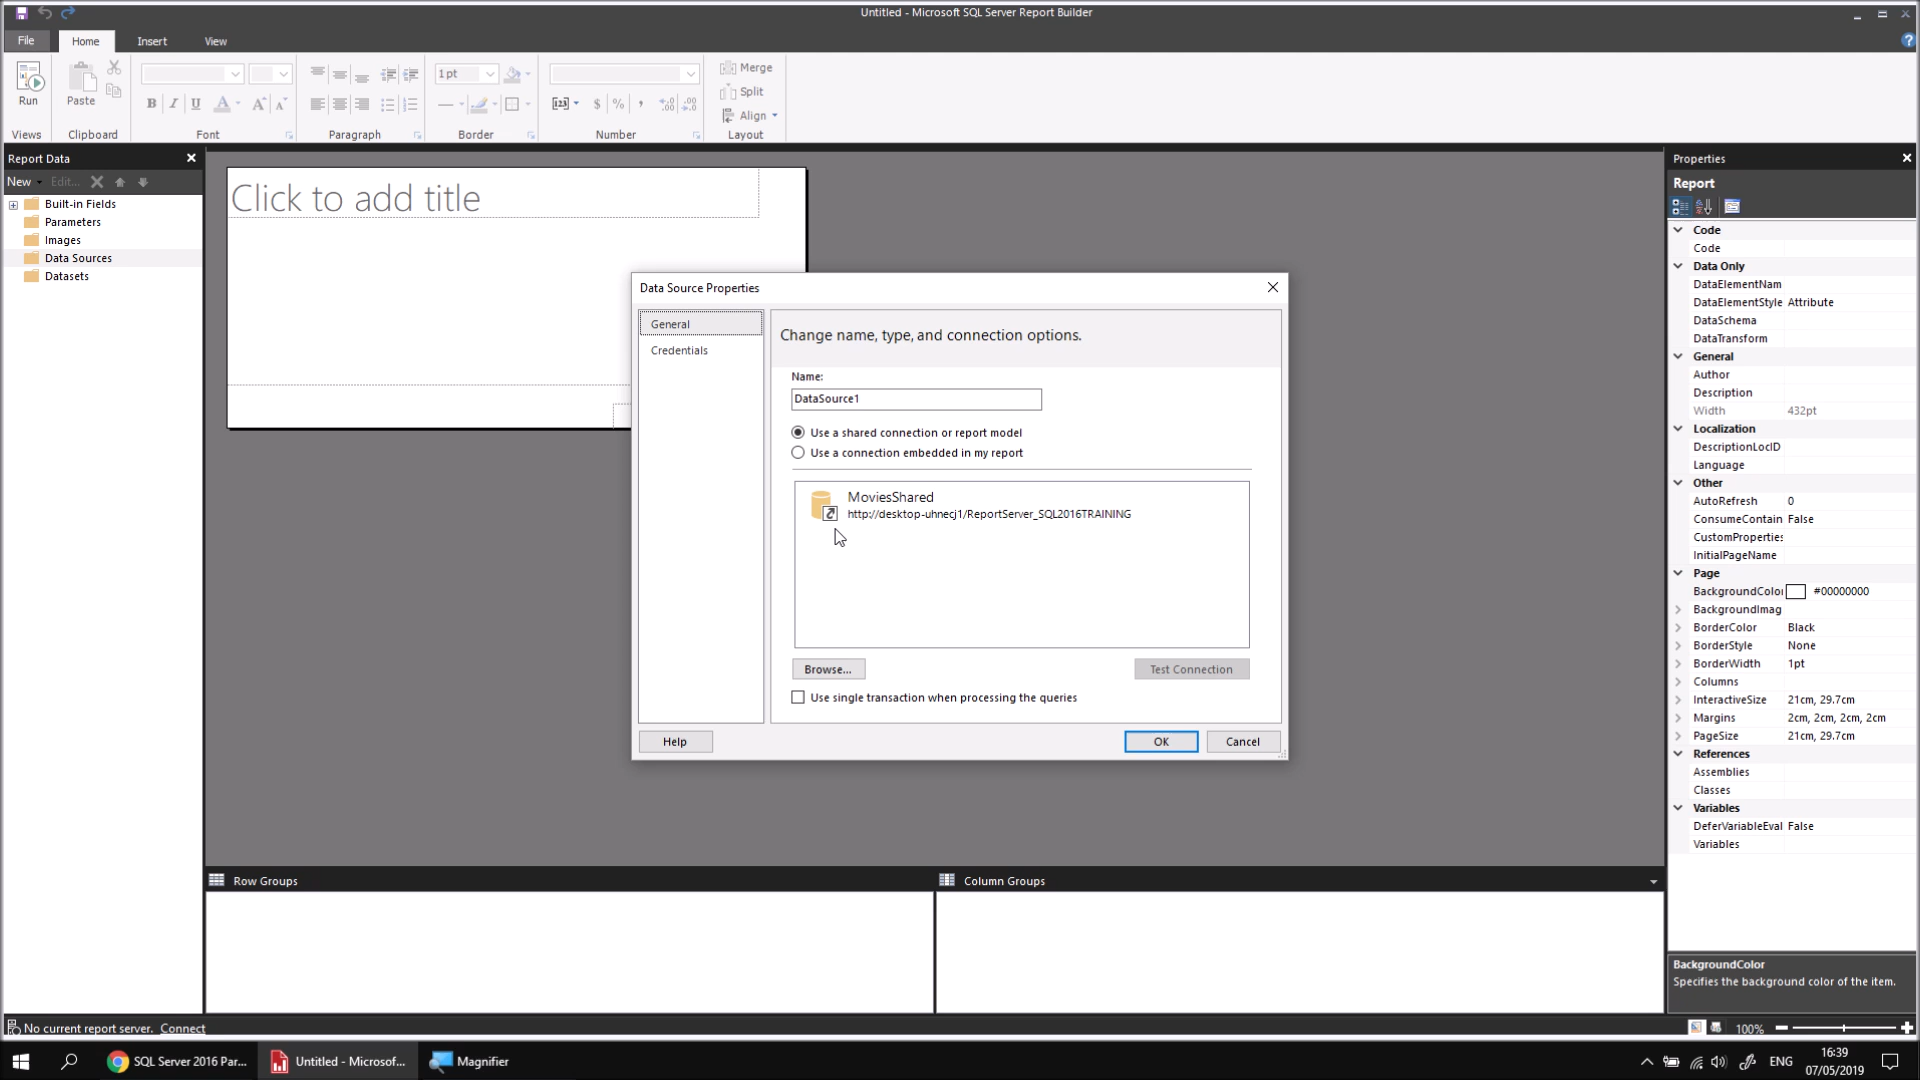 Untitled - Microsoft SQL Server Report Builder
File
Home
Insert
View
Run
Paste
1pt
Merge
Split
Align
B I U A A A
[123] $ % ,
Views
Clipboard
Font
Paragraph
Border
Number
Layout
Report Data
New
Edit...
Built-in Fields
Parameters
Images
Data Sources
Datasets
Click to add title
Data Source Properties
General
Credentials
Change name, type, and connection options.
Name:
DataSource1
Use a shared connection or report model
Use a connection embedded in my report
MoviesShared
http://desktop-uhnecj1/ReportServer_SQL2016TRAINING
Browse...
Test Connection
Use single transaction when processing the queries
Help
OK
Cancel
Row Groups
Column Groups
Properties
Report
Code
Code
Data Only
DataElementNam
DataElementStyle Attribute
DataSchema
DataTransform
General
Author
Description
Width 432pt
Localization
DescriptionLocID
Language
Other
AutoRefresh 0
ConsumeContain False
CustomProperties
InitialPageName
Page
BackgroundColor #00000000
BackgroundImag
BorderColor Black
BorderStyle None
BorderWidth 1pt
Columns
InteractiveSize 21cm, 29.7cm
Margins 2cm, 2cm, 2cm, 2cm
PageSize 21cm, 29.7cm
References
Assemblies
Classes
Variables
DeferVariableEval False
Variables
BackgroundColor
Specifies the background color of the item.
No current report server. Connect
100%
SQL Server 2016 Par...
Untitled - Microsof...
Magnifier
ENG
16:39
07/05/2019